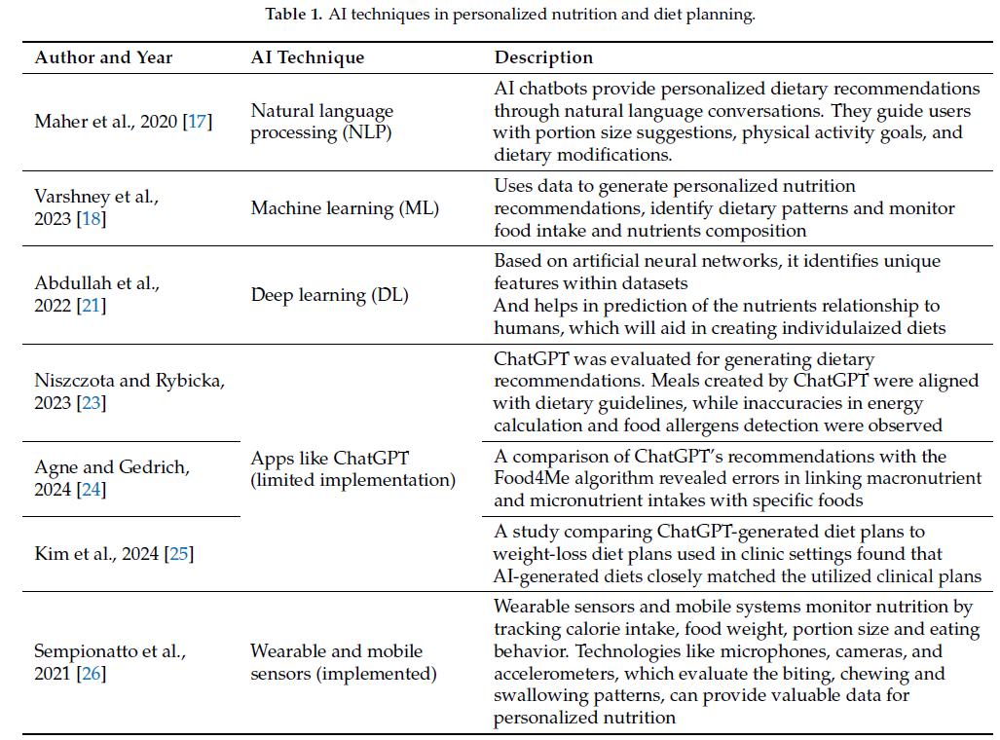 Table 1. AI techniques in personalized nutrition and diet planning.
Author and Year AI Technique Description
Maher et al., 2020 [17]
Natural language
processing (NLP)
AI chatbots provide personalized dietary recommendations
through natural language conversations. They guide users
with portion size suggestions, physical activity goals, and
dietary modifications.
Varshney et al.,
2023 [18]
Machine learning (ML)
Uses data to generate personalized nutrition
recommendations, identify dietary patterns and monitor
food intake and nutrients composition
Abdullah et al.,
2022 [21]
Deep learning (DL)
Based on artificial neural networks, it identifies unique
features within datasets
And helps in prediction of the nutrients relationship to
humans, which will aid in creating individulaized diets
Niszczota and Rybicka,
2023 [23]
Apps like ChatGPT
(limited implementation)
ChatGPT was evaluated for generating dietary
recommendations. Meals created by ChatGPT were aligned
with dietary guidelines, while inaccuracies in energy
calculation and food allergens detection were observed
Agne and Gedrich,
2024 [24]
A comparison of ChatGPT's recommendations with the
Food4Me algorithm revealed errors in linking macronutrient
and micronutrient intakes with specific foods
Kim et al., 2024 [25]
A study comparing ChatGPT-generated diet plans to
weight-loss diet plans used in clinic settings found that
AI-generated diets closely matched the utilized clinical plans
Sempionatto et al.,
2021 [26]
Wearable and mobile
sensors (implemented)
Wearable sensors and mobile systems monitor nutrition by
tracking calorie intake, food weight, portion size and eating
behavior. Technologies like microphones, cameras, and
accelerometers, which evaluate the biting, chewing and
swallowing patterns, can provide valuable data for
personalized nutrition